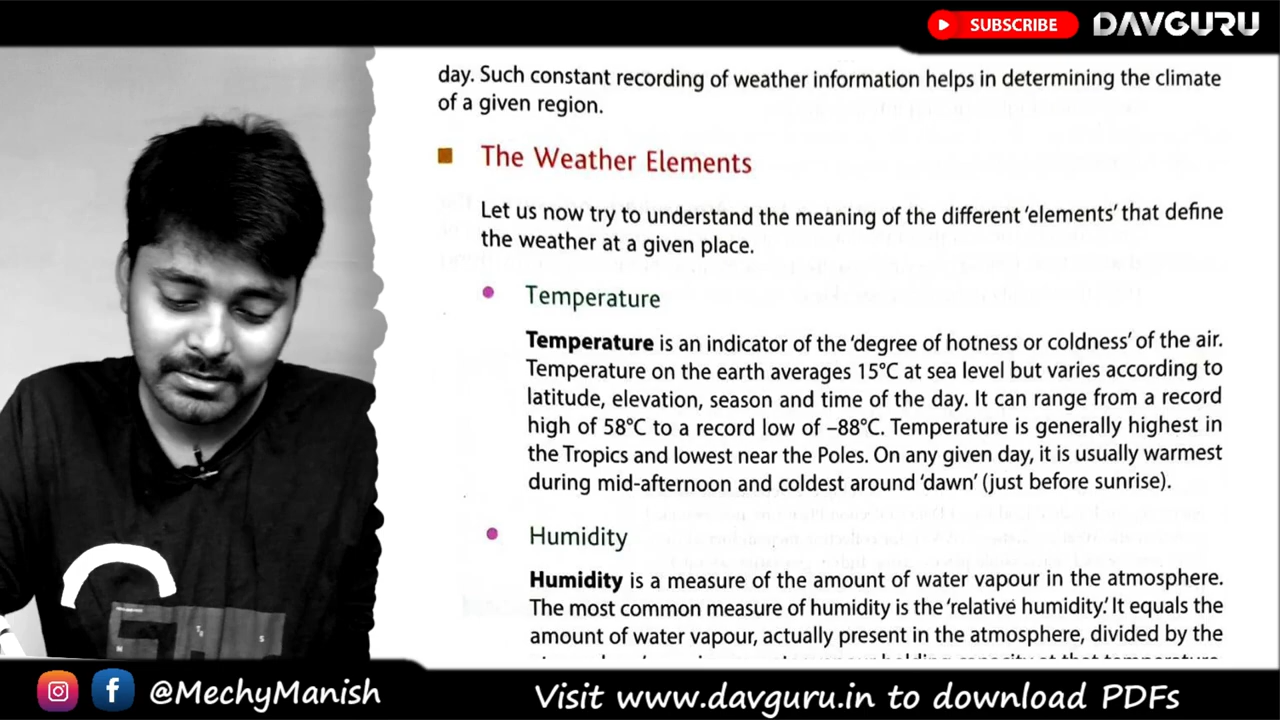 SUBSCRIBE DAVGURU
day. Such constant recording of weather information helps in determining the climate
of a given region.
The Weather Elements
Let us now try to understand the meaning of the different 'elements' that define
the weather at a given place.
Temperature
Temperature is an indicator of the 'degree of hotness or coldness' of the air.
Temperature on the earth averages 15°C at sea level but varies according to
latitude, elevation, season and time of the day. It can range from a record
high of 58°C to a record low of –88°C. Temperature is generally highest in
the Tropics and lowest near the Poles. On any given day, it is usually warmest
during mid-afternoon and coldest around 'dawn' (just before sunrise).
Humidity
Humidity is a measure of the amount of water vapour in the atmosphere.
The most common measure of humidity is the 'relative humidity.' It equals the
amount of water vapour, actually present in the atmosphere, divided by the
@MechyManish
Visit www.davguru.in to download PDFs